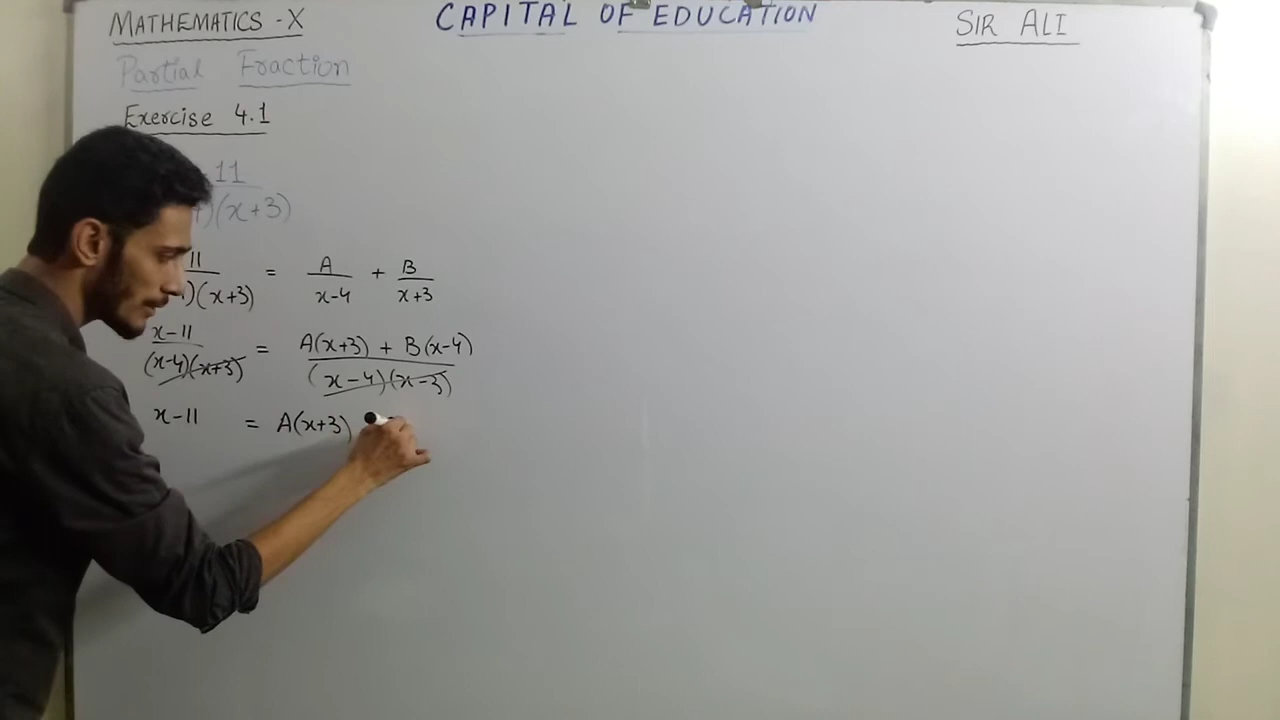 MATHEMATICS - X
CAPITAL OF EDUCATION
SIR ALI
Partial Fraction
Exercise 4.1
11
)(x+3)
11
)(x+3) = A/(x-4) + B/(x+3)
x-11/(x-4)(x+3) = A(x+3) + B(x-4)/(x-4)(x-3)
x-11 = A(x+3)